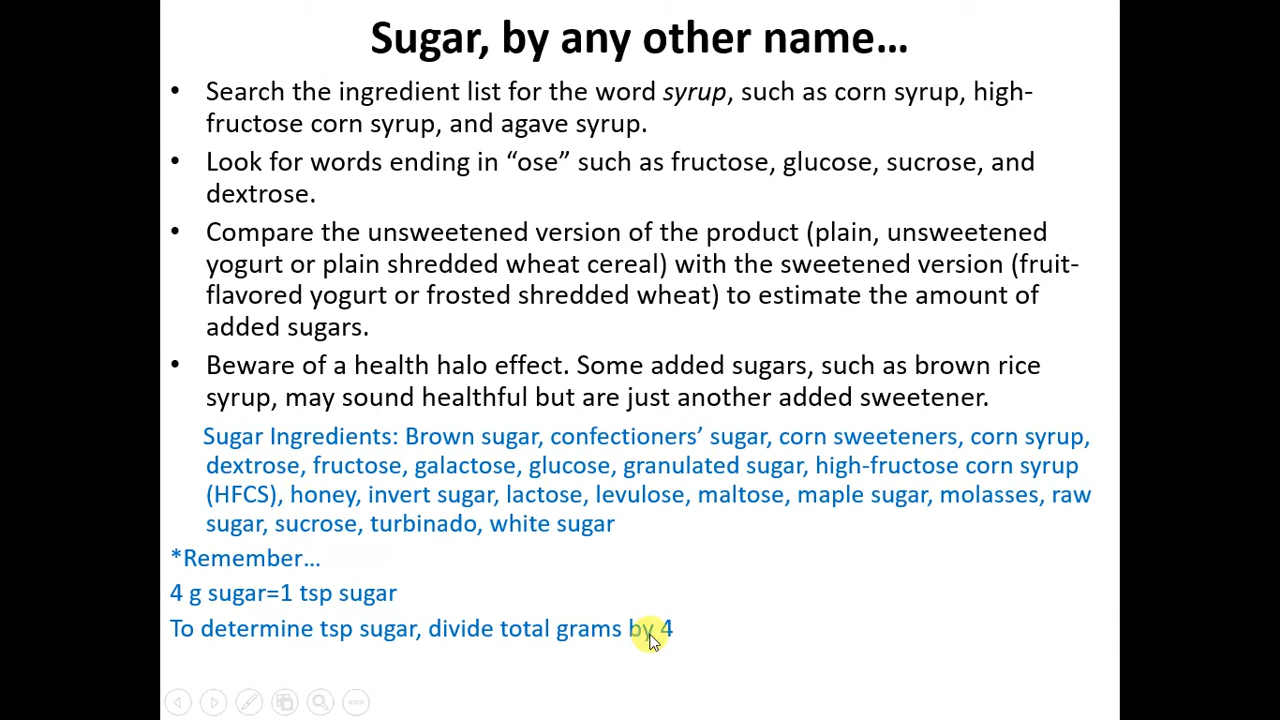 Sugar, by any other name…
• Search the ingredient list for the word syrup, such as corn syrup, high-
fructose corn syrup, and agave syrup.
• Look for words ending in “ose” such as fructose, glucose, sucrose, and
dextrose.
• Compare the unsweetened version of the product (plain, unsweetened
yogurt or plain shredded wheat cereal) with the sweetened version (fruit-
flavored yogurt or frosted shredded wheat) to estimate the amount of
added sugars.
• Beware of a health halo effect. Some added sugars, such as brown rice
syrup, may sound healthful but are just another added sweetener.
Sugar Ingredients: Brown sugar, confectioners’ sugar, corn sweeteners, corn syrup,
dextrose, fructose, galactose, glucose, granulated sugar, high-fructose corn syrup
(HFCS), honey, invert sugar, lactose, levulose, maltose, maple sugar, molasses, raw
sugar, sucrose, turbinado, white sugar
*Remember…
4 g sugar=1 tsp sugar
To determine tsp sugar, divide total grams by 4